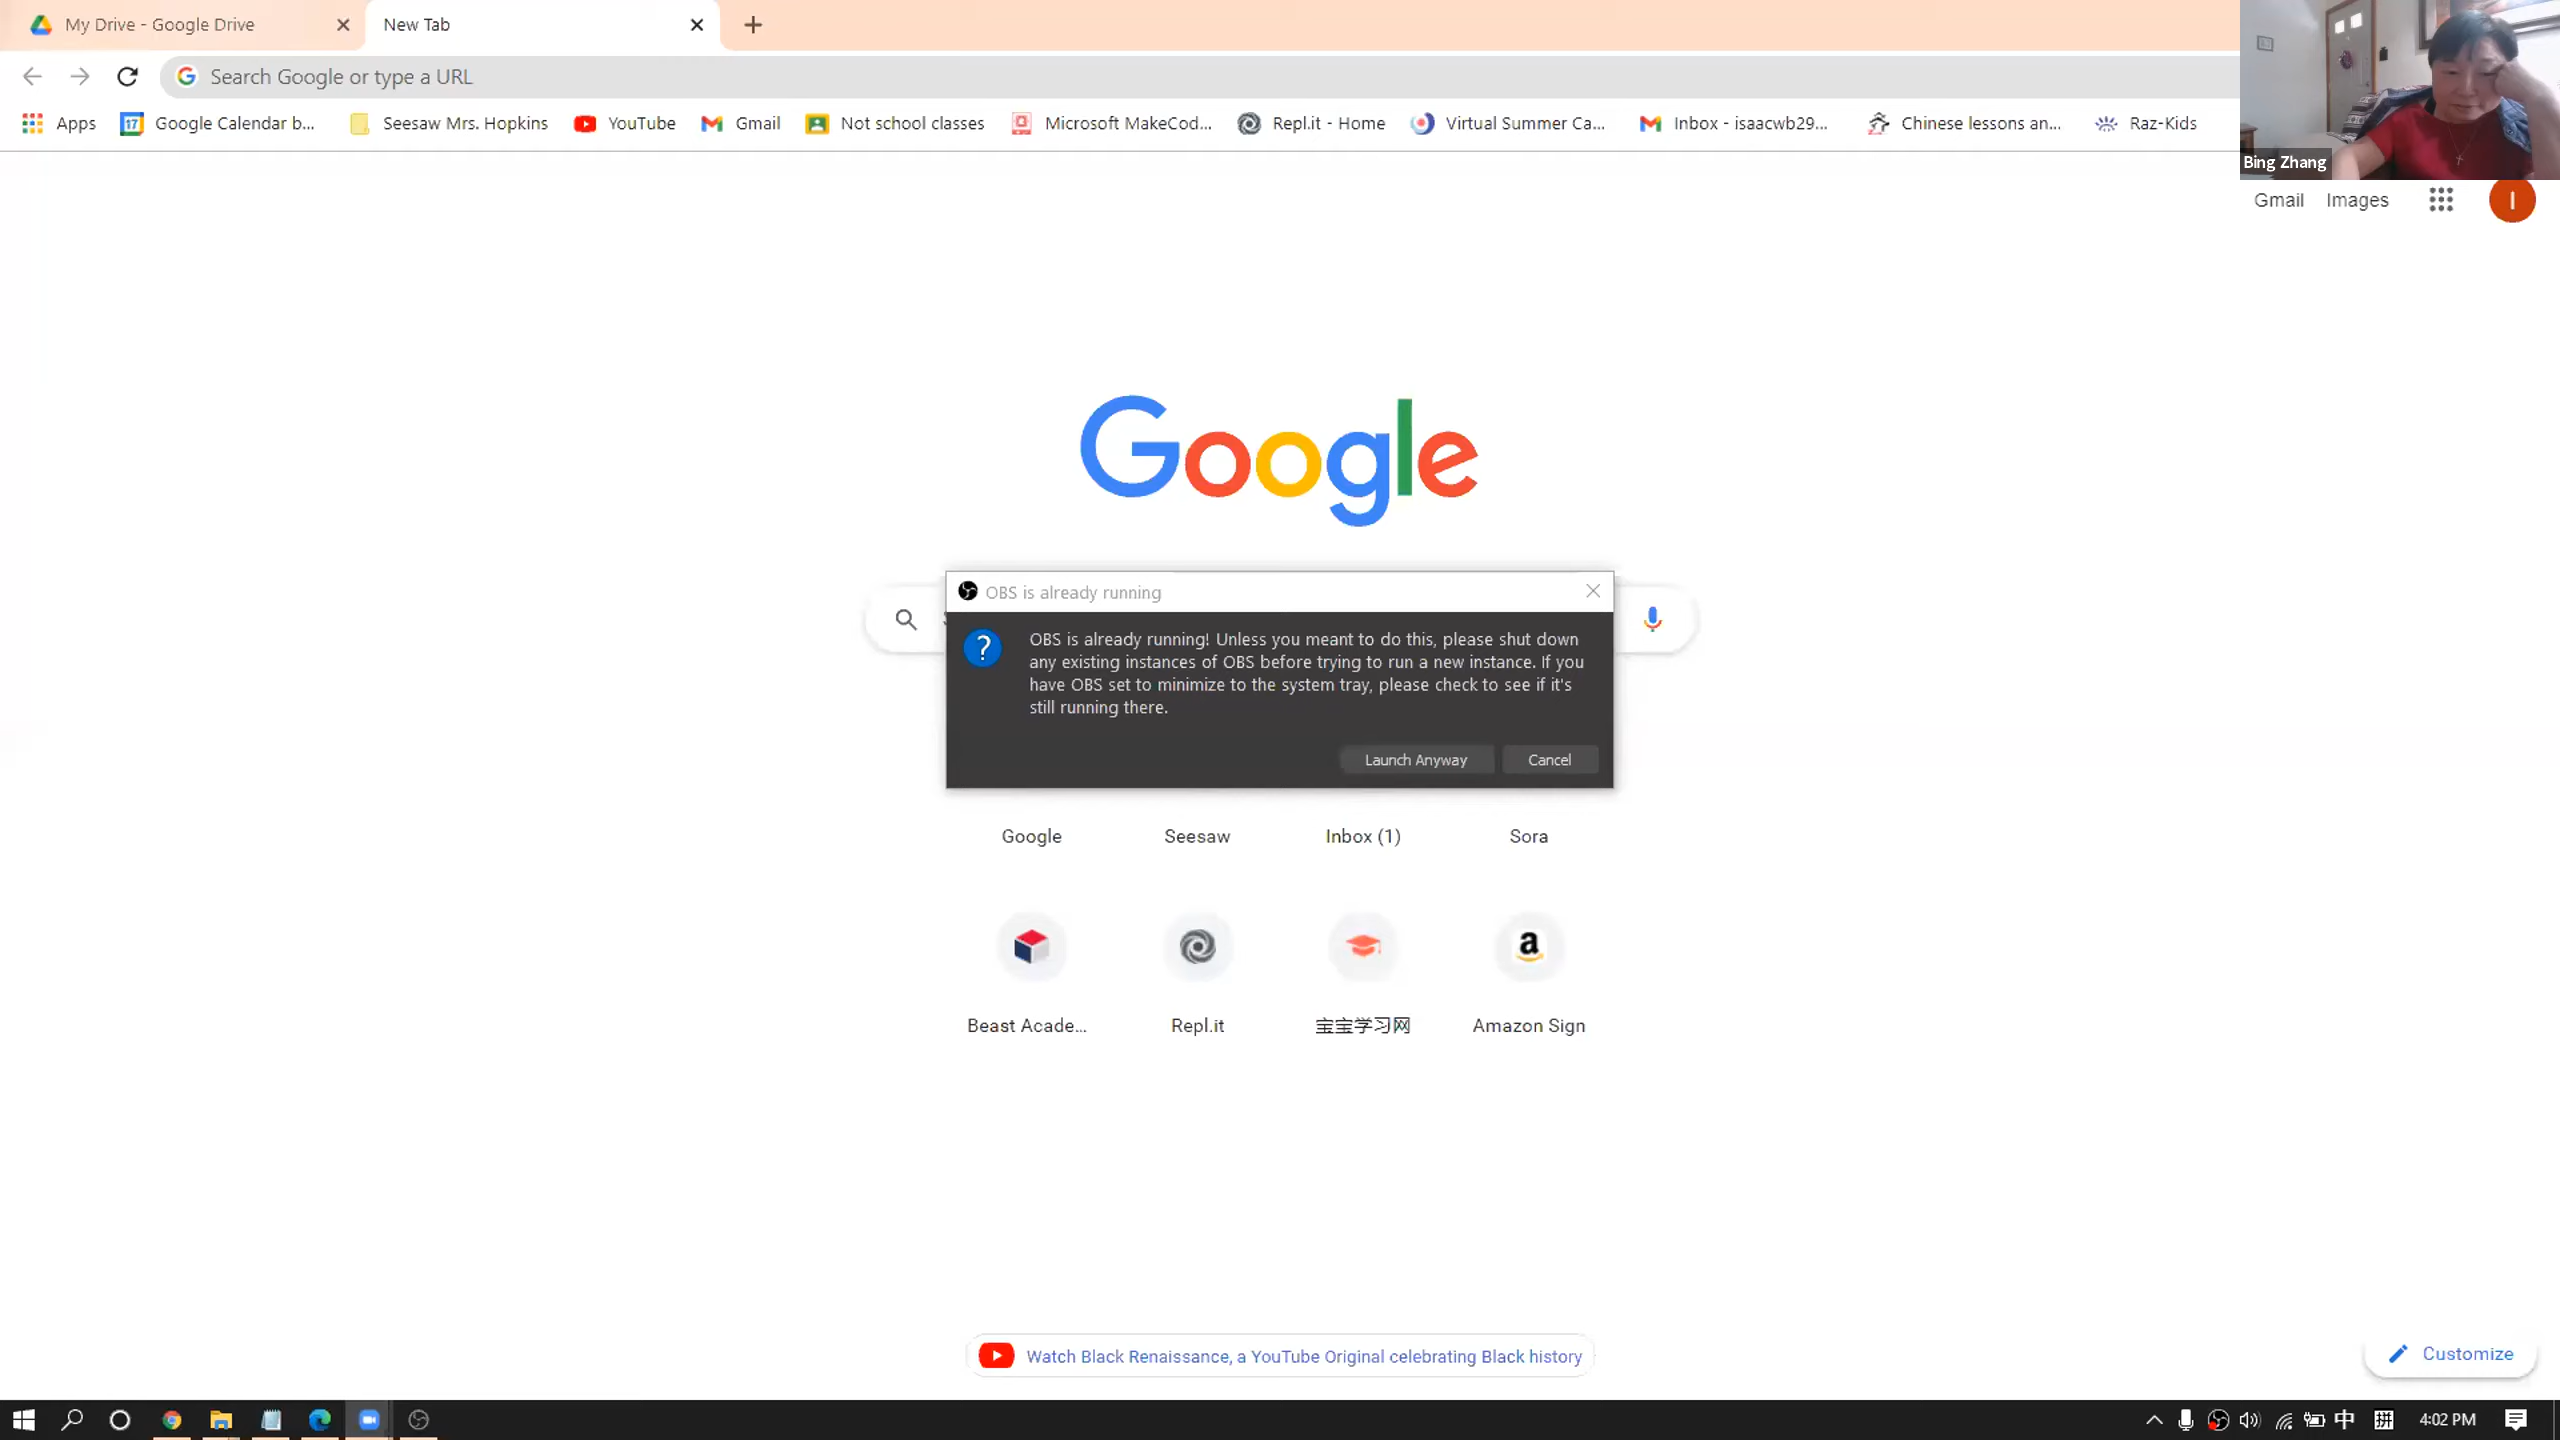 My Drive - Google Drive
New Tab
Search Google or type a URL
Apps
Google Calendar b...
Seesaw Mrs. Hopkins
YouTube
Gmail
Not school classes
Microsoft MakeCod...
Repl.it - Home
Virtual Summer Ca...
Inbox - isaacwb29...
Chinese lessons an...
Raz-Kids
Bing Zhang
Gmail
Images
I
Google
OBS is already running
OBS is already running! Unless you meant to do this, please shut down
any existing instances of OBS before trying to run a new instance. If you
have OBS set to minimize to the system tray, please check to see if it's
still running there.
Launch Anyway
Cancel
Google
Seesaw
Inbox (1)
Sora
Beast Acade...
Repl.it
宝宝学习网
Amazon Sign
Watch Black Renaissance, a YouTube Original celebrating Black history
Customize
中
拼
4:02 PM